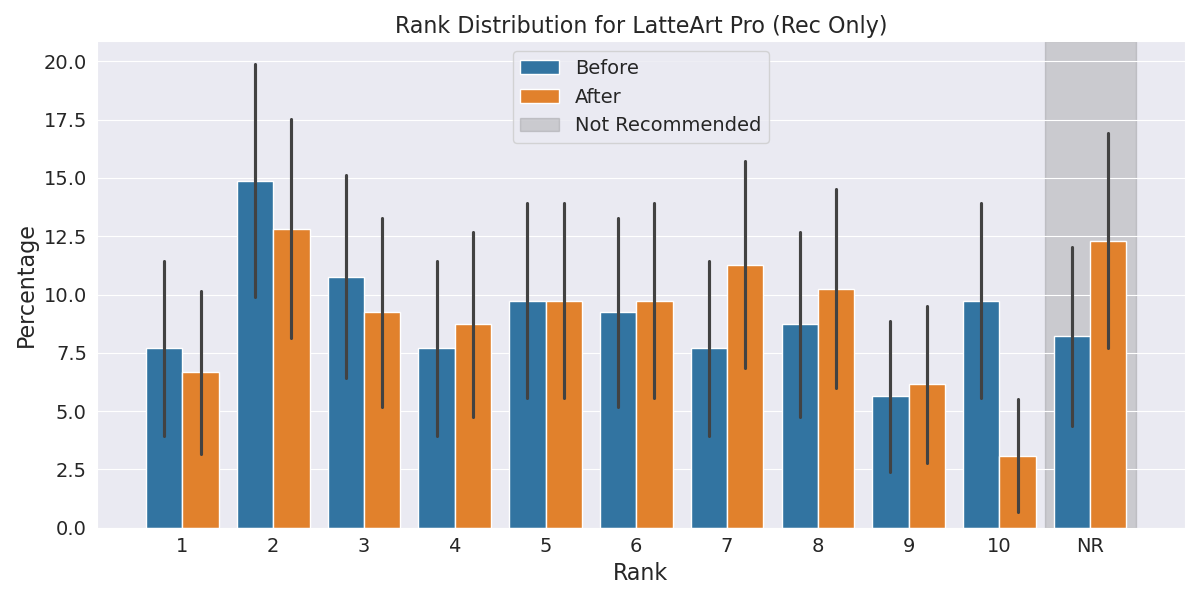 Rank Distribution for LatteArt Pro (Rec Only)
Before
After
Not Recommended
Percentage
20.0
17.5
15.0
12.5
10.0
7.5
5.0
2.5
0.0
1 2 3 4 5 6 7 8 9 10 NR
Rank